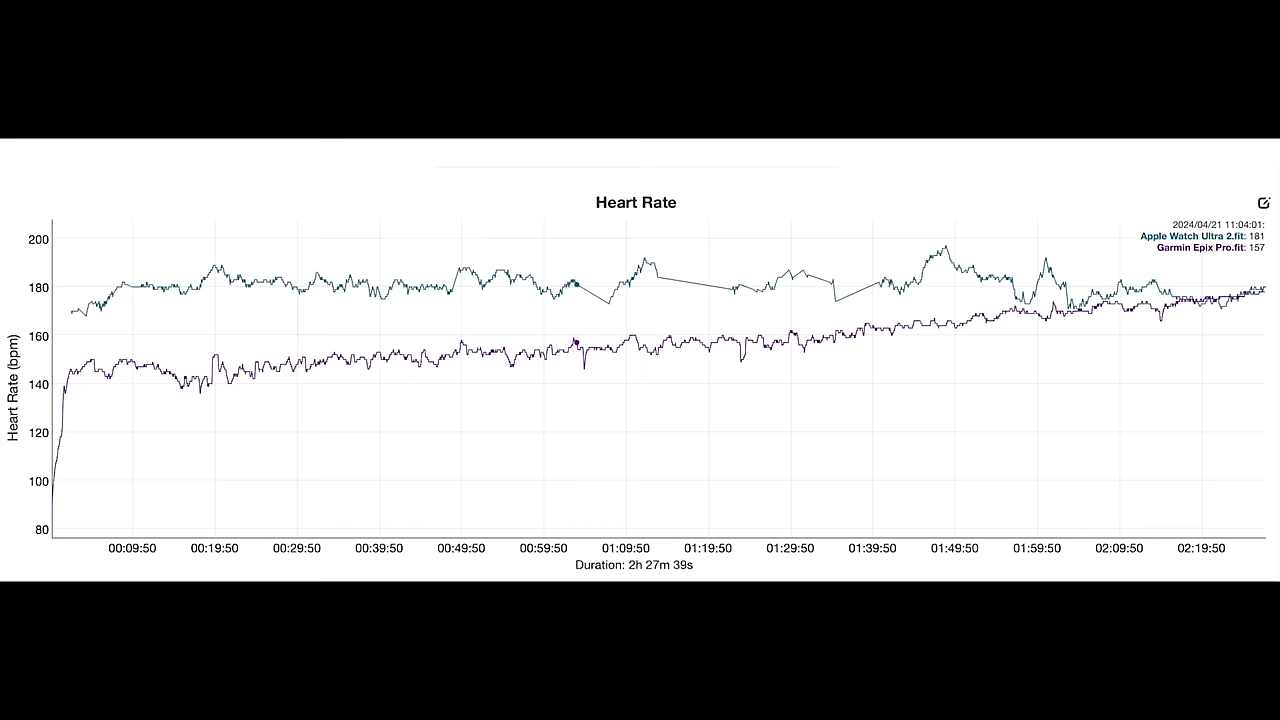 Heart Rate
2024/04/21 11:04:01:
Apple Watch Ultra 2.fit: 181
Garmin Epix Pro.fit: 157
Heart Rate (bpm)
200
180
160
140
120
100
80
00:09:50 00:19:50 00:29:50 00:39:50 00:49:50 00:59:50 01:09:50 01:19:50 01:29:50 01:39:50 01:49:50 01:59:50 02:09:50 02:19:50
Duration: 2h 27m 39s